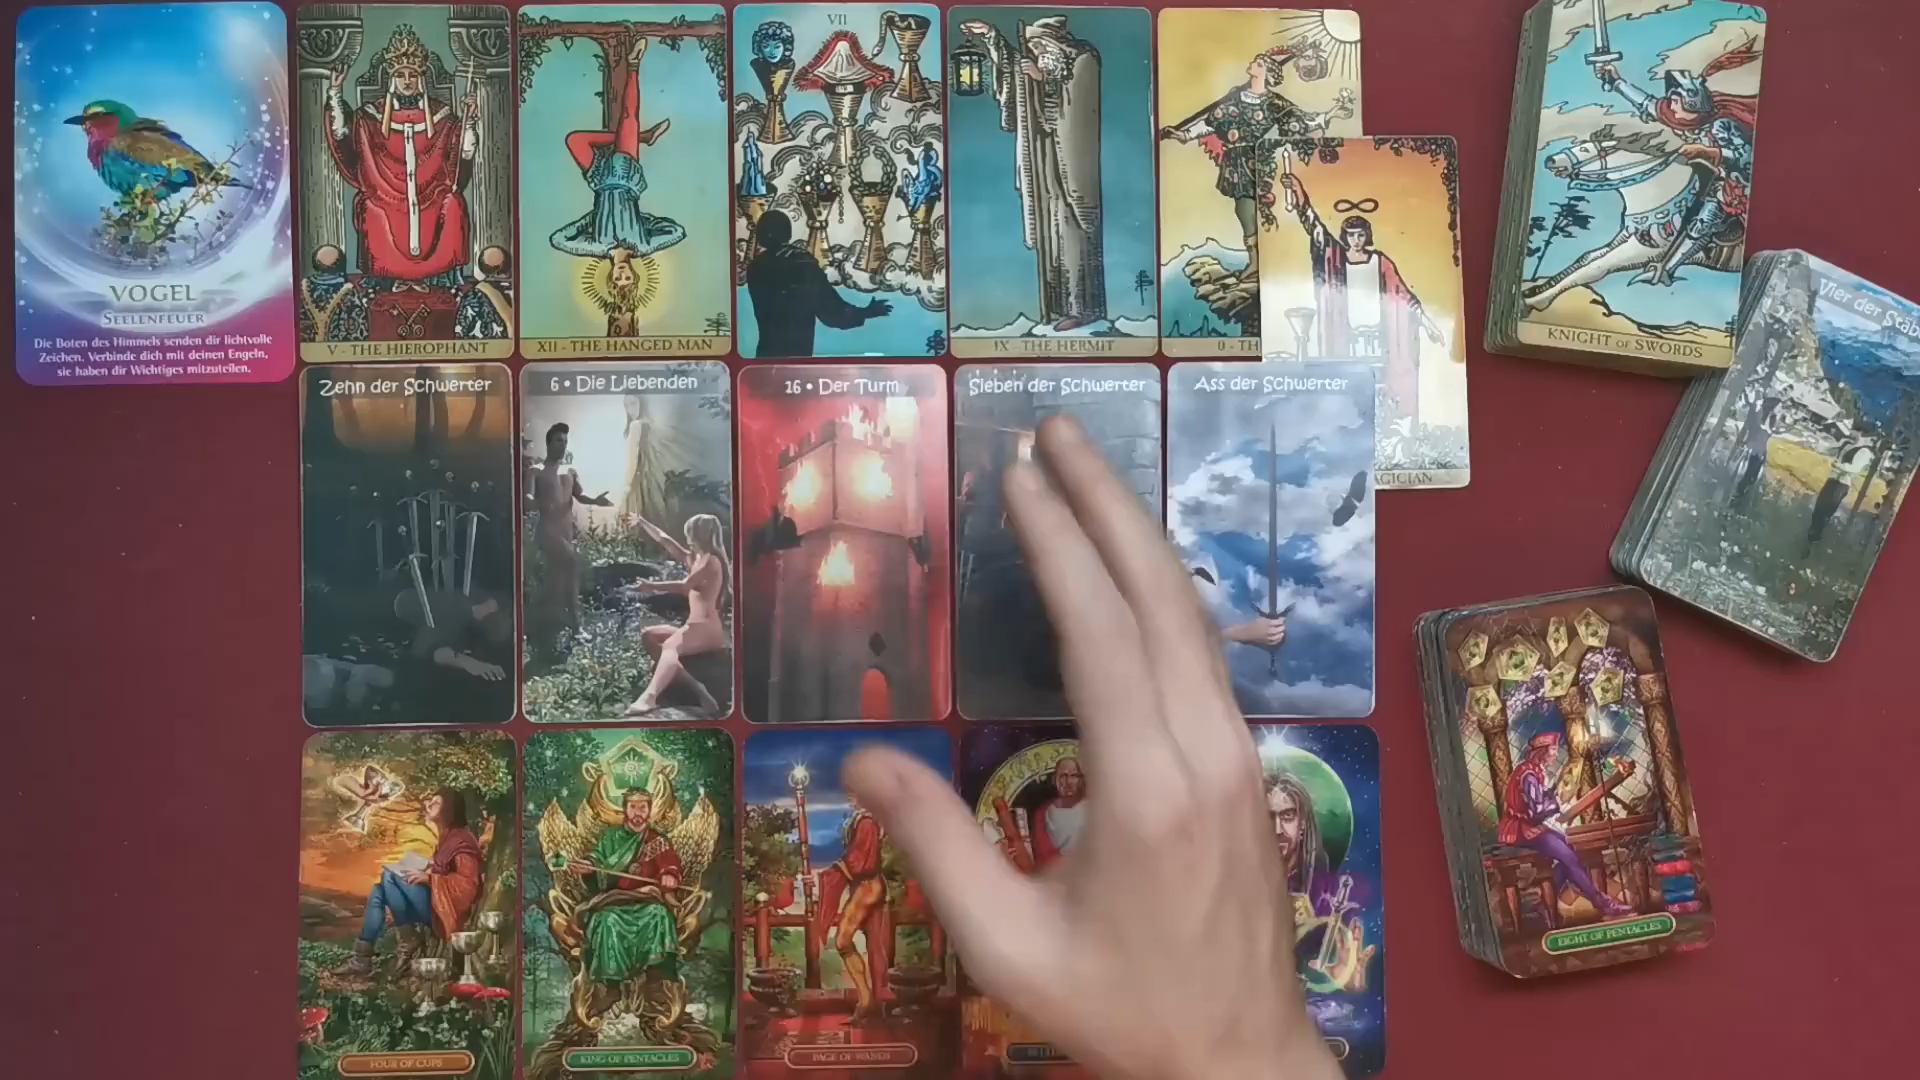 VOGEL
SEELENFEUER
Die Boten des Himmels senden dir lichtvolle
Zeichen. Verbinde dich mit deinen Engeln,
sie haben dir Wichtiges mitzuteilen.
V - THE HIEROPHANT
XII - THE HANGED MAN
VII
IX - THE HERMIT
0 - TH
AGICIAN
KNIGHT OF SWORDS
Vier der Stäb
Zehn der Schwerter
6 • Die Liebenden
16 • Der Turm
Sieben der Schwerter
Ass der Schwerter
FOUR OF CUPS
KING OF PENTACLES
PAGE OF WANDS
EIGHT OF PENTACLES